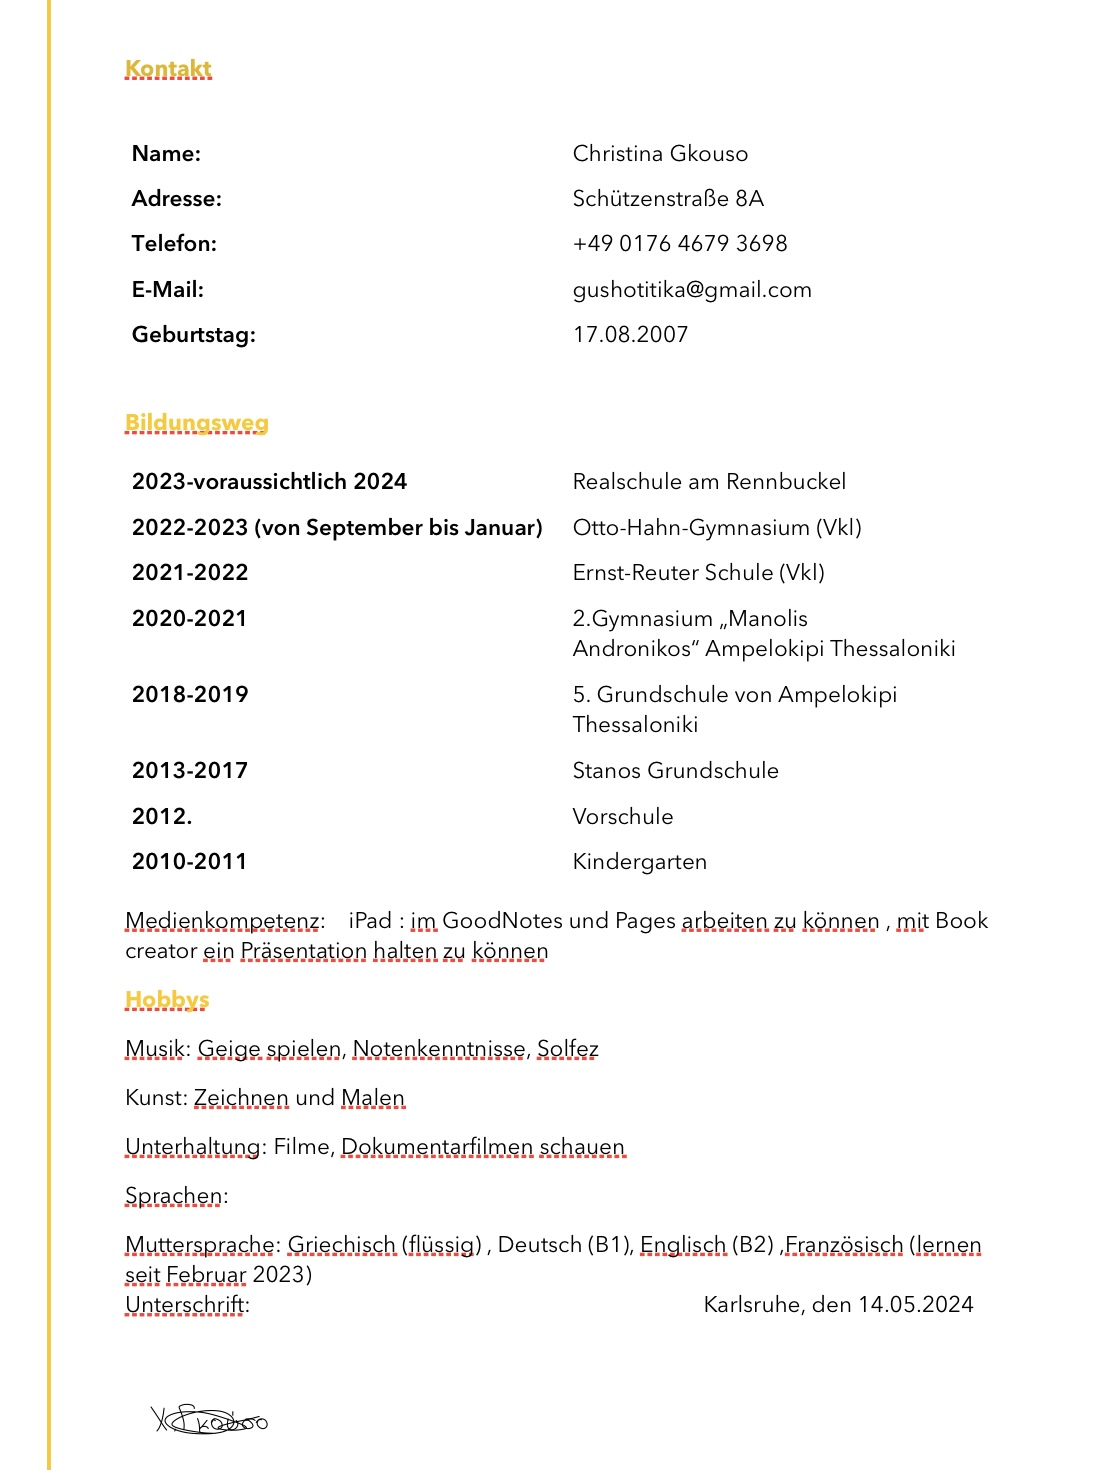 Kontakt
Name: Christina Gkouso
Adresse: Schützenstraße 8A
Telefon: +49 0176 4679 3698
E-Mail: gushotitika@gmail.com
Geburtstag: 17.08.2007
Bildungsweg
2023-voraussichtlich 2024 Realschule am Rennbuckel
2022-2023 (von September bis Januar) Otto-Hahn-Gymnasium (Vkl)
2021-2022 Ernst-Reuter Schule (Vkl)
2020-2021 2.Gymnasium „Manolis
Andronikos“ Ampelokipi Thessaloniki
2018-2019 5. Grundschule von Ampelokipi
Thessaloniki
2013-2017 Stanos Grundschule
2012. Vorschule
2010-2011 Kindergarten
Medienkompetenz: iPad : im GoodNotes und Pages arbeiten zu können , mit Book
creator ein Präsentation halten zu können
Hobbys
Musik: Geige spielen, Notenkenntnisse, Solfez
Kunst: Zeichnen und Malen
Unterhaltung: Filme, Dokumentarfilmen schauen
Sprachen:
Muttersprache: Griechisch (flüssig) , Deutsch (B1), Englisch (B2) ,Französisch (lernen
seit Februar 2023)
Unterschrift: Karlsruhe, den 14.05.2024